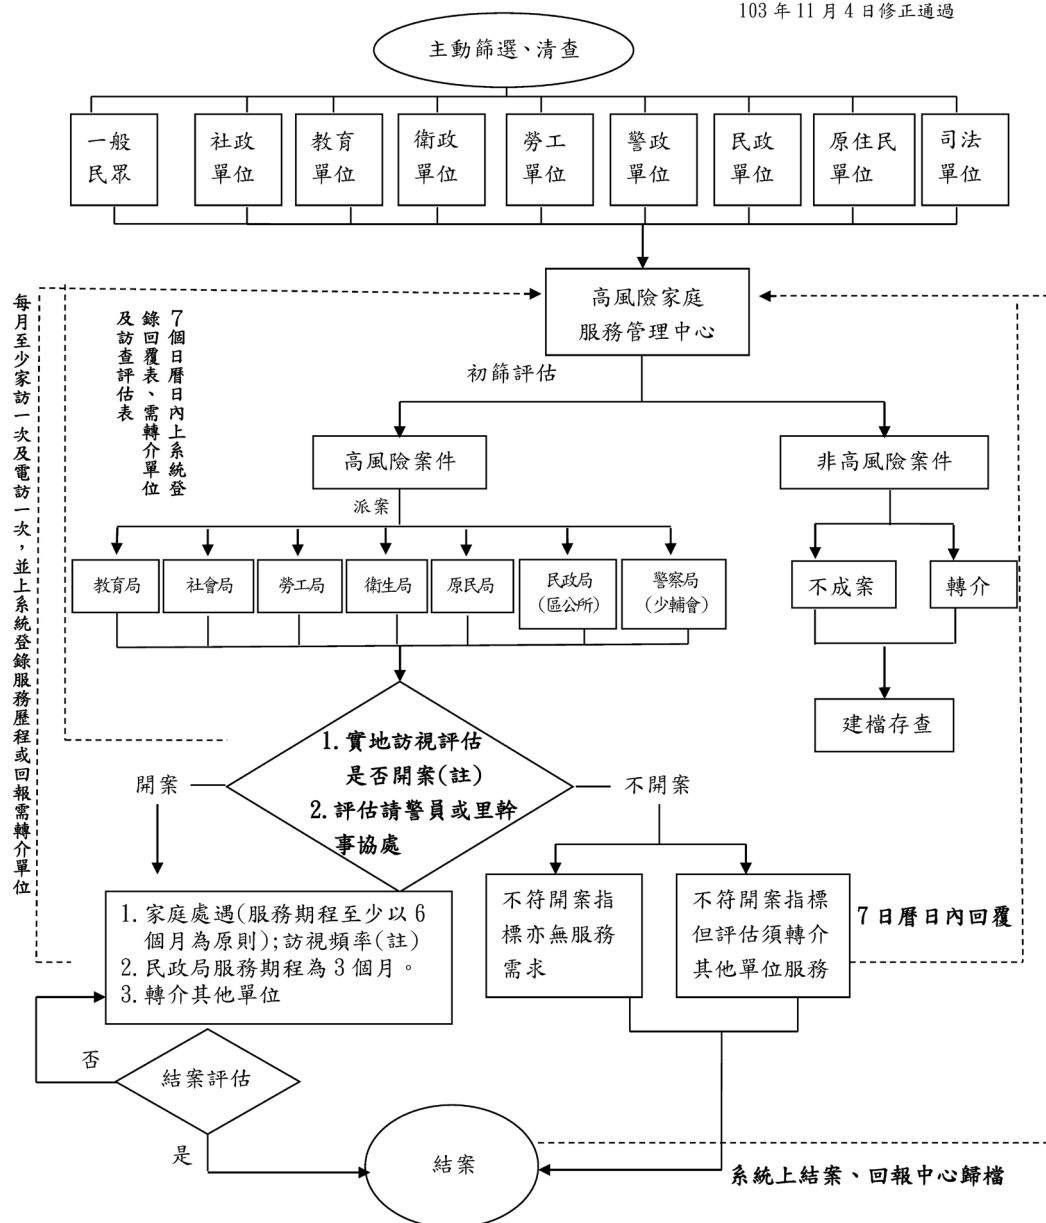 103 年 11 月 4 日修正通過
主動篩選、清查
一般
民眾
社政
單位
教育
單位
衛政
單位
勞工
單位
警政
單位
民政
單位
原住民
單位
司法
單位
高風險家庭
服務管理中心
初篩評估
每月至少家訪一次及電訪一次，並上系統登錄服務歷程或回報需轉介單位
7個日曆日內上系統登
錄回覆表、需轉介單位
及訪查評估表
高風險案件
非高風險案件
派案
教育局
社會局
勞工局
衛生局
原民局
民政局
(區公所)
警察局
(少輔會)
不成案
轉介
建檔存查
1. 實地訪視評估
是否開案(註)
2. 評估請警員或里幹
事協處
開案
不開案
1. 家庭處遇(服務期程至少以 6
個月為原則);訪視頻率(註)
2. 民政局服務期程為 3 個月。
3. 轉介其他單位
不符開案指
標亦無服務
需求
不符開案指標
但評估須轉介
其他單位服務
7 日曆日內回覆
否
結案評估
是
結案
系統上結案、回報中心歸檔